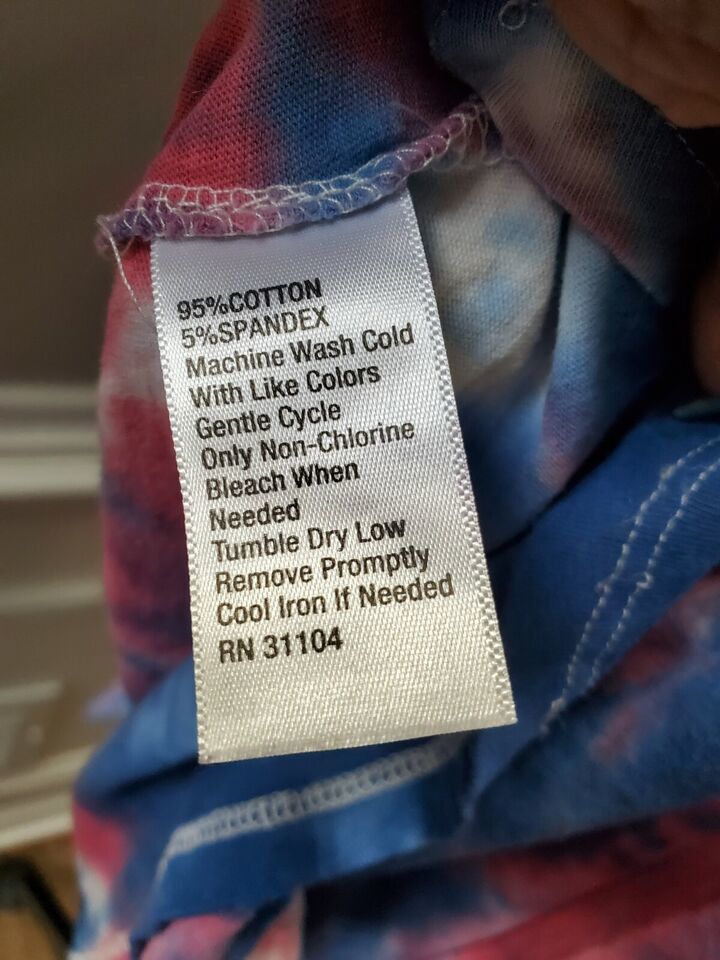 95%COTTON
5%SPANDEX
Machine Wash Cold
With Like Colors
Gentle Cycle
Only Non-Chlorine
Bleach When
Needed
Tumble Dry Low
Remove Promptly
Cool Iron If Needed
RN 31104